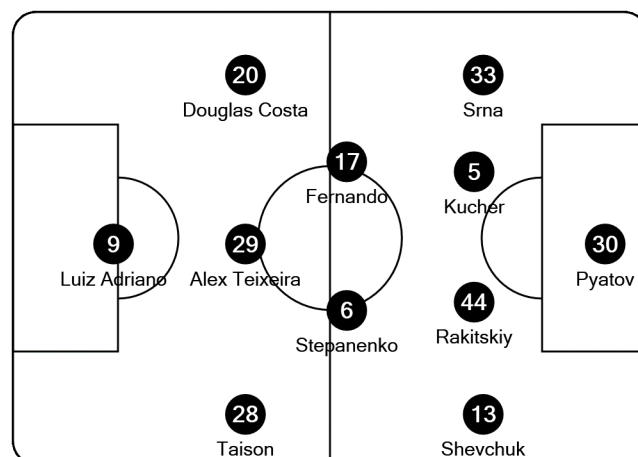 20
Douglas Costa
33
Srna
17
Fernando
5
Kucher
9
Luiz Adriano
29
Alex Teixeira
30
Pyatov
6
Stepanenko
44
Rakitskiy
28
Taison
13
Shevchuk